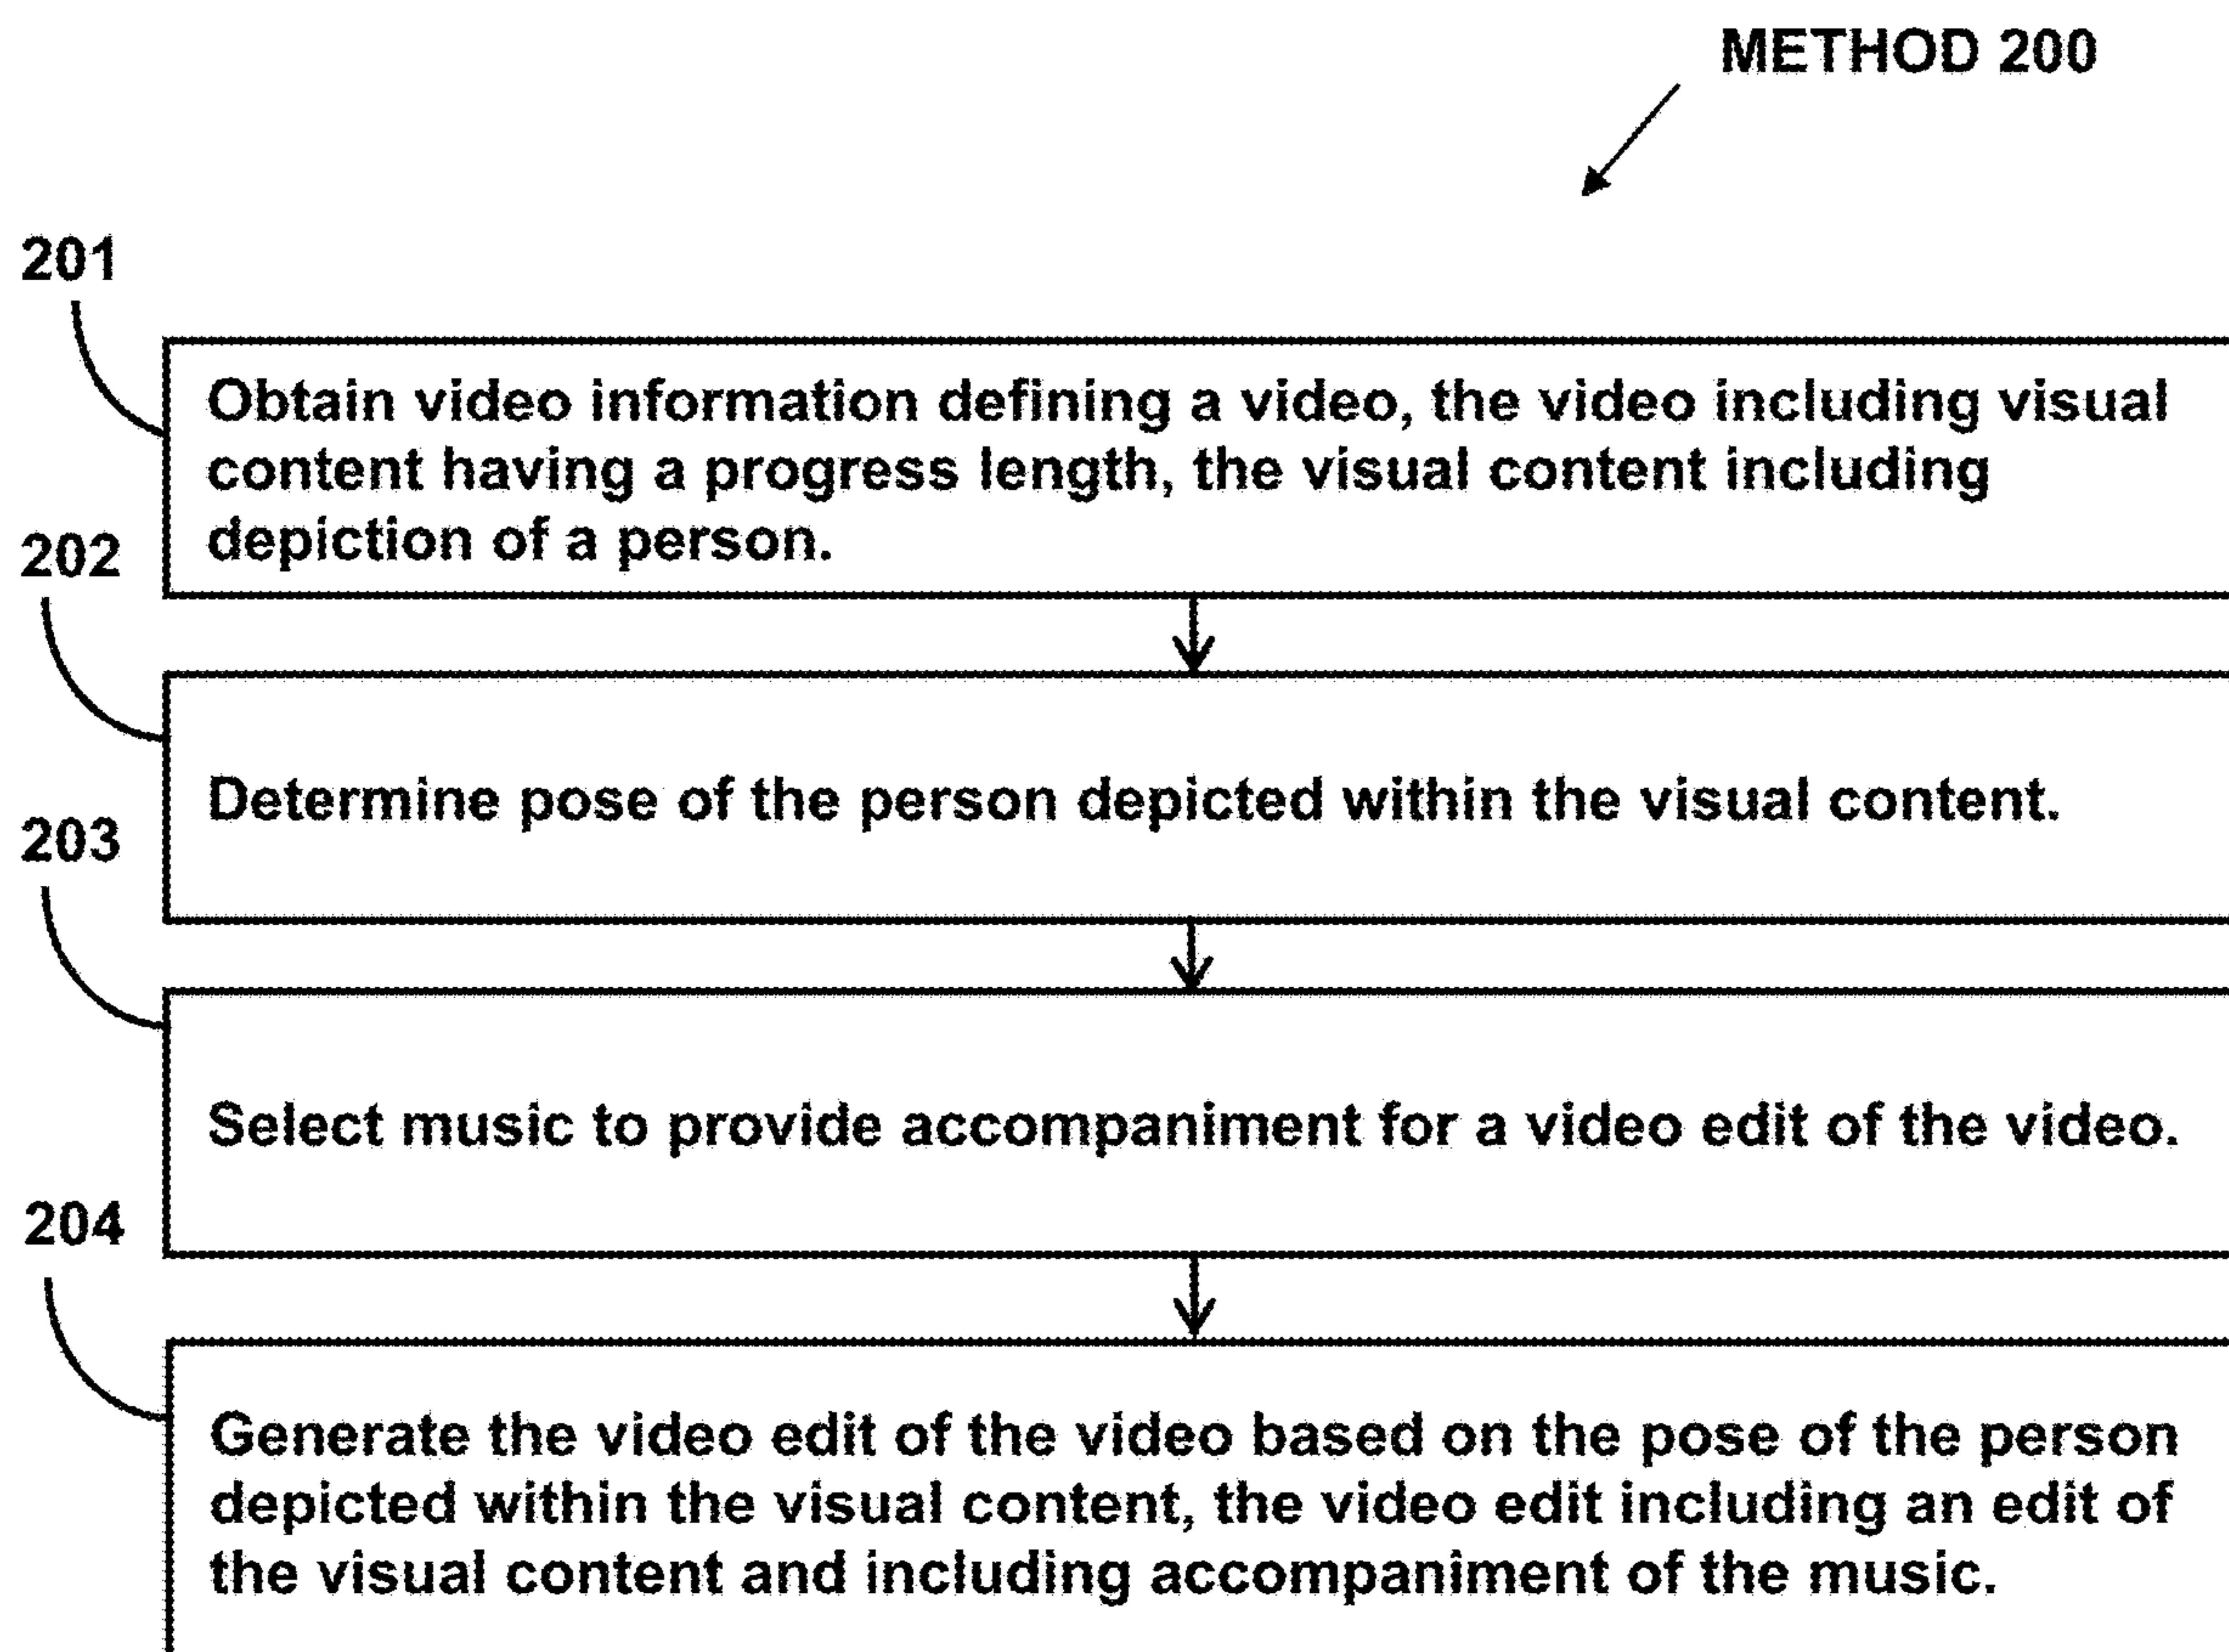 METHOD 200
201
Obtain video information defining a video, the video including visual
content having a progress length, the visual content including
depiction of a person.
202
Determine pose of the person depicted within the visual content.
203
Select music to provide accompaniment for a video edit of the video.
204
Generate the video edit of the video based on the pose of the person
depicted within the visual content, the video edit including an edit of
the visual content and including accompaniment of the music.